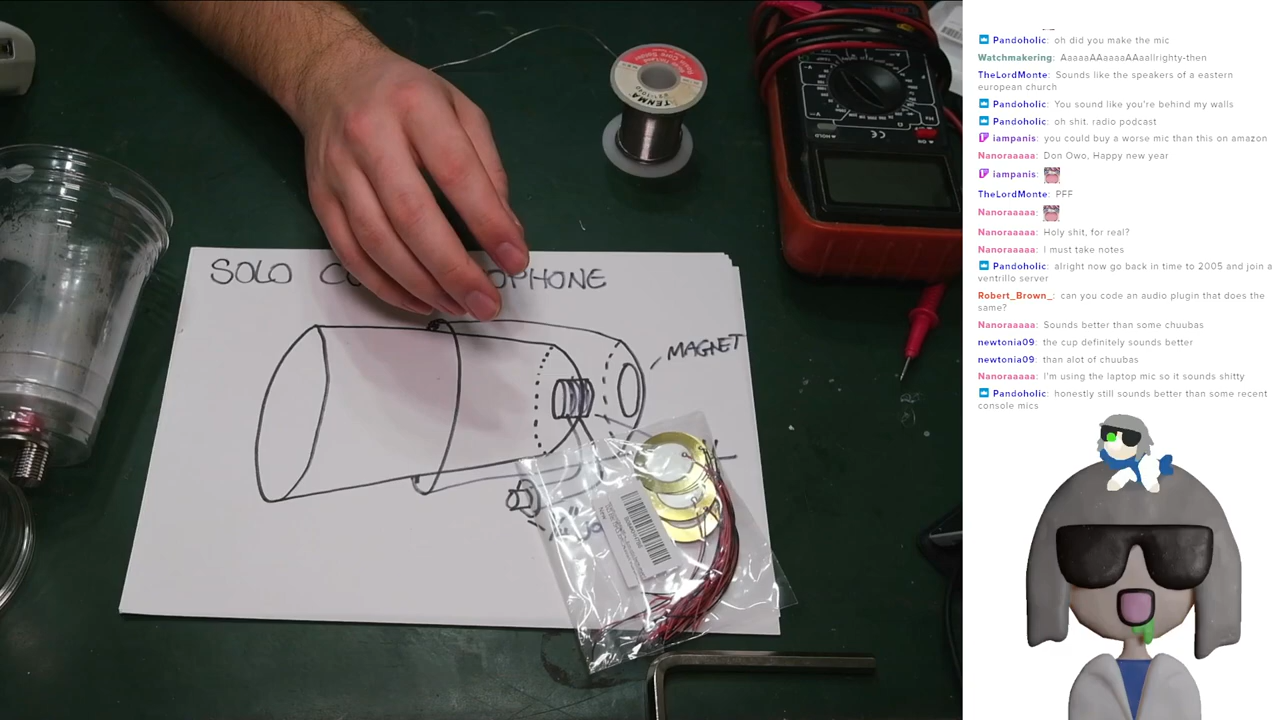 SOLO
OPHONE
MAGNET
TENMA
HOLD
Pandoholic: oh did you make the mic
Watchmakering: AaaaaAAaaaaAAaallrighty-then
TheLordMonte: Sounds like the speakers of a eastern
european church
Pandoholic: You sound like you're behind my walls
Pandoholic: oh shit. radio podcast
iampanis: you could buy a worse mic than this on amazon
Nanoraaaaa: Don Owo, Happy new year
iampanis:
TheLordMonte: PFF
Nanoraaaaa:
Nanoraaaaa: Holy shit, for real?
Nanoraaaaa: I must take notes
Pandoholic: alright now go back in time to 2005 and join a
ventrillo server
Robert_Brown_: can you code an audio plugin that does the
same?
Nanoraaaaa: Sounds better than some chuubas
newtonia09: the cup definitely sounds better
newtonia09: than alot of chuubas
Nanoraaaaa: I'm using the laptop mic so it sounds shitty
Pandoholic: honestly still sounds better than some recent
console mics